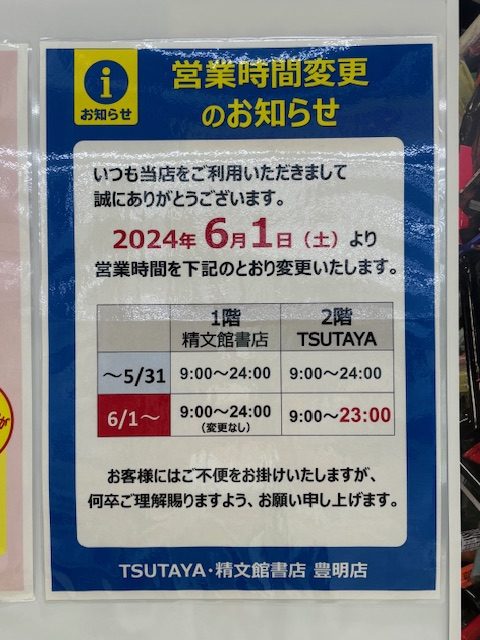 i
お知らせ
営業時間変更
のお知らせ
いつも当店をご利用いただきまして
誠にありがとうございます。
2024年 6月1日（土）より
営業時間を下記のとおり変更いたします。
1階 2階
精文館書店 TSUTAYA
～5/31 9:00～24:00 9:00～24:00
6/1～ 9:00～24:00 9:00～23:00
（変更なし）
お客様にはご不便をお掛けいたしますが、
何卒ご理解賜りますよう、お願い申し上げます。
TSUTAYA・精文館書店 豊明店